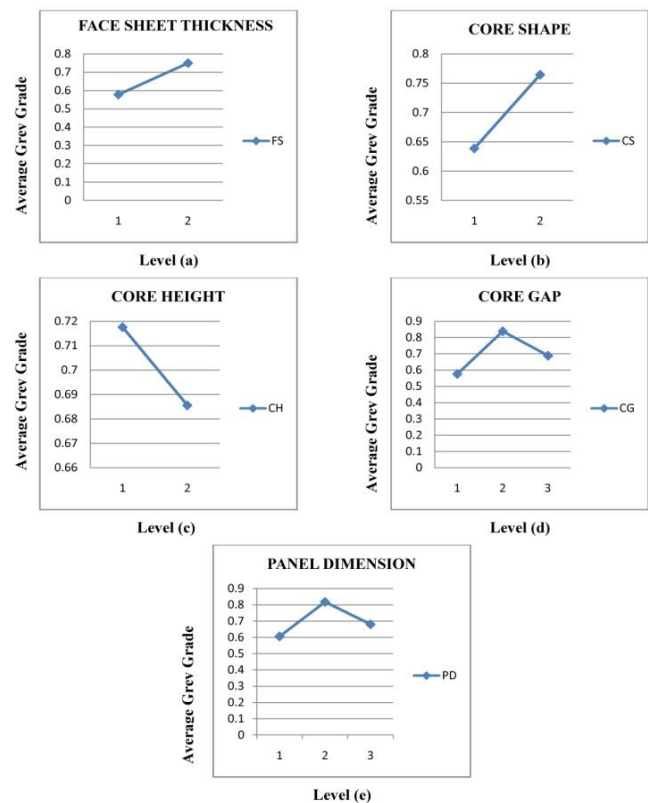 FACE SHEET THICKNESS
Average Grey Grade
0.8
0.7
0.6
0.5
0.4
0.3
0.2
0.1
0
1 2
FS
Level (a)
CORE SHAPE
Average Grey Grade
0.8
0.75
0.7
0.65
0.6
0.55
1 2
CS
Level (b)
CORE HEIGHT
Average Grey Grade
0.72
0.71
0.7
0.69
0.68
0.67
0.66
1 2
CH
Level (c)
CORE GAP
Average Grey Grade
0.9
0.8
0.7
0.6
0.5
0.4
0.3
0.2
0.1
0
1 2 3
CG
Level (d)
PANEL DIMENSION
Average Grey Grade
0.9
0.8
0.7
0.6
0.5
0.4
0.3
0.2
0.1
0
1 2 3
PD
Level (e)